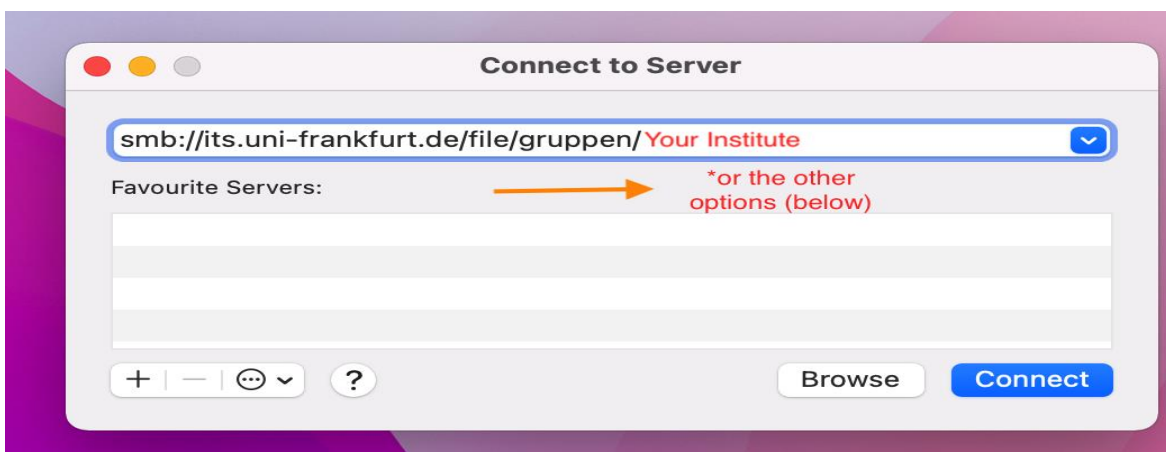 Connect to Server
smb://its.uni-frankfurt.de/file/gruppen/Your Institute
Favourite Servers:
*or the other
options (below)
?
Browse
Connect